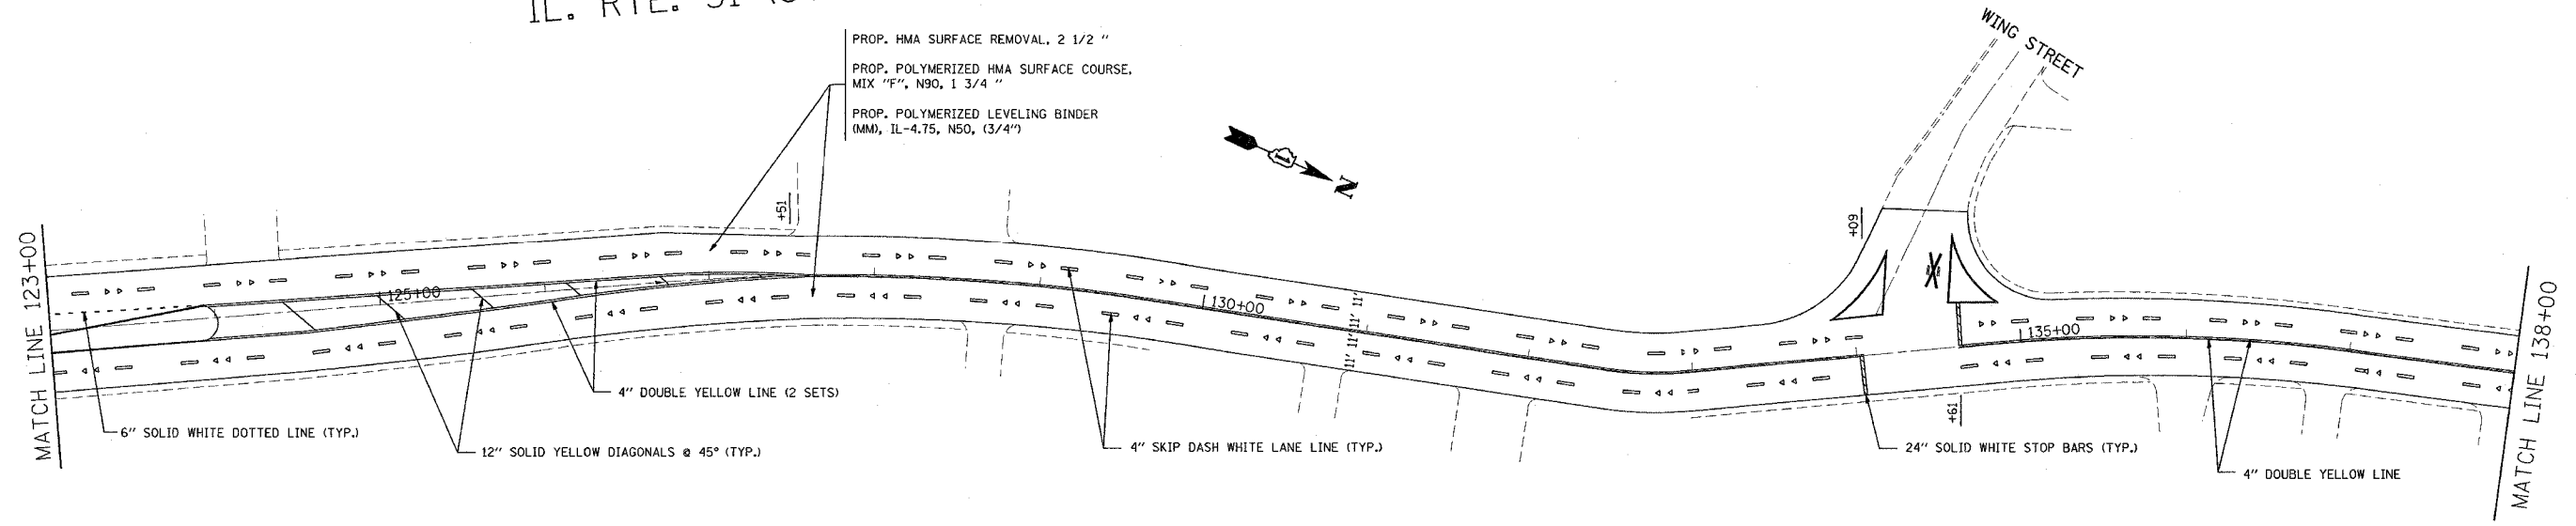 IL. RTE. 31
PROP. HMA SURFACE REMOVAL, 2 1/2 "
PROP. POLYMERIZED HMA SURFACE COURSE,
MIX "F", N90, 1 3/4 "
PROP. POLYMERIZED LEVELING BINDER
(MM), IL-4.75, N50, (3/4")
WING STREET
N
+51
+09
MATCH LINE 123+00
125+00
130+00
11'
11'
11'
11'
135+00
+61
MATCH LINE 138+00
4" DOUBLE YELLOW LINE (2 SETS)
6" SOLID WHITE DOTTED LINE (TYP.)
12" SOLID YELLOW DIAGONALS @ 45° (TYP.)
4" SKIP DASH WHITE LANE LINE (TYP.)
24" SOLID WHITE STOP BARS (TYP.)
4" DOUBLE YELLOW LINE